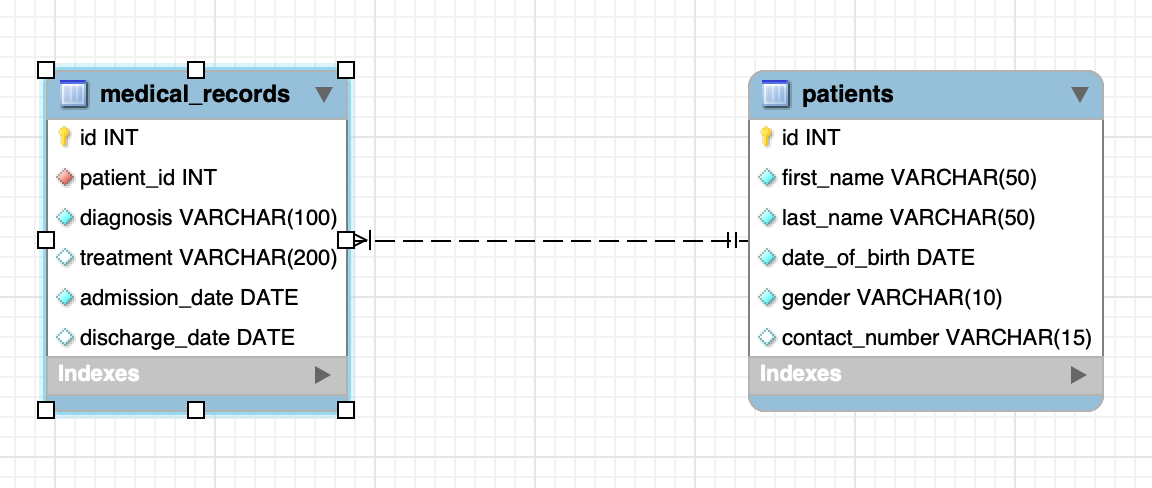 medical_records
id INT
patient_id INT
diagnosis VARCHAR(100)
treatment VARCHAR(200)
admission_date DATE
discharge_date DATE
Indexes
patients
id INT
first_name VARCHAR(50)
last_name VARCHAR(50)
date_of_birth DATE
gender VARCHAR(10)
contact_number VARCHAR(15)
Indexes